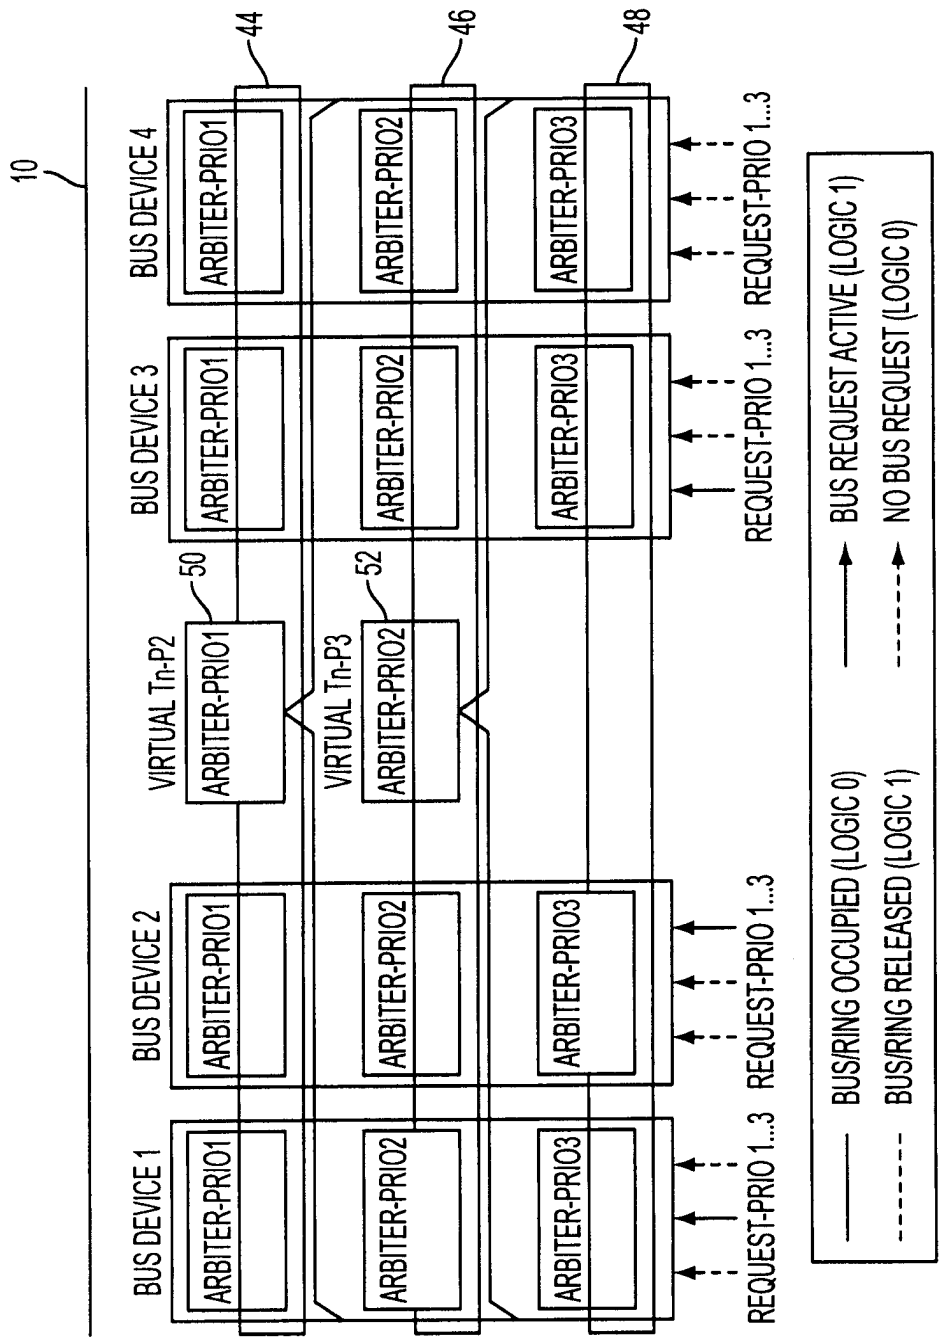 10
BUS DEVICE 1
BUS DEVICE 2
VIRTUAL Tn-P2
BUS DEVICE 3
BUS DEVICE 4
50
44
ARBITER-PRIO1
ARBITER-PRIO1
ARBITER-PRIO1
ARBITER-PRIO1
ARBITER-PRIO1
VIRTUAL Tn-P3
52
46
ARBITER-PRIO2
ARBITER-PRIO2
ARBITER-PRIO2
ARBITER-PRIO2
ARBITER-PRIO2
48
ARBITER-PRIO3
ARBITER-PRIO3
ARBITER-PRIO3
ARBITER-PRIO3
REQUEST-PRIO 1...3
REQUEST-PRIO 1...3
REQUEST-PRIO 1...3
REQUEST-PRIO 1...3
BUS/RING OCCUPIED (LOGIC 0)
BUS REQUEST ACTIVE (LOGIC 1)
BUS/RING RELEASED (LOGIC 1)
NO BUS REQUEST (LOGIC 0)